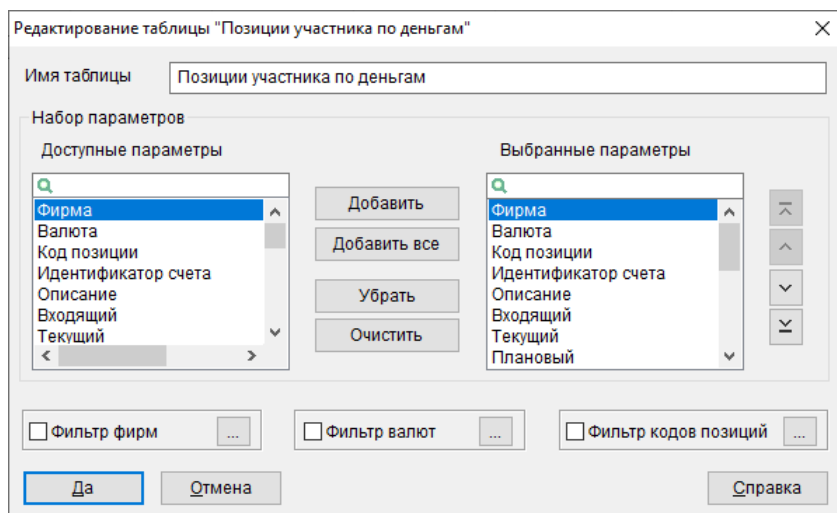 Редактирование таблицы "Позиции участника по деньгам"
Имя таблицы
Позиции участника по деньгам
Набор параметров
Доступные параметры
Выбранные параметры
Фирма
Валюта
Код позиции
Идентификатор счета
Описание
Входящий
Текущий
Добавить
Добавить все
Убрать
Очистить
Фирма
Валюта
Код позиции
Идентификатор счета
Описание
Входящий
Текущий
Плановый
Фильтр фирм ...
Фильтр валют ...
Фильтр кодов позиций ...
Да
Отмена
Справка